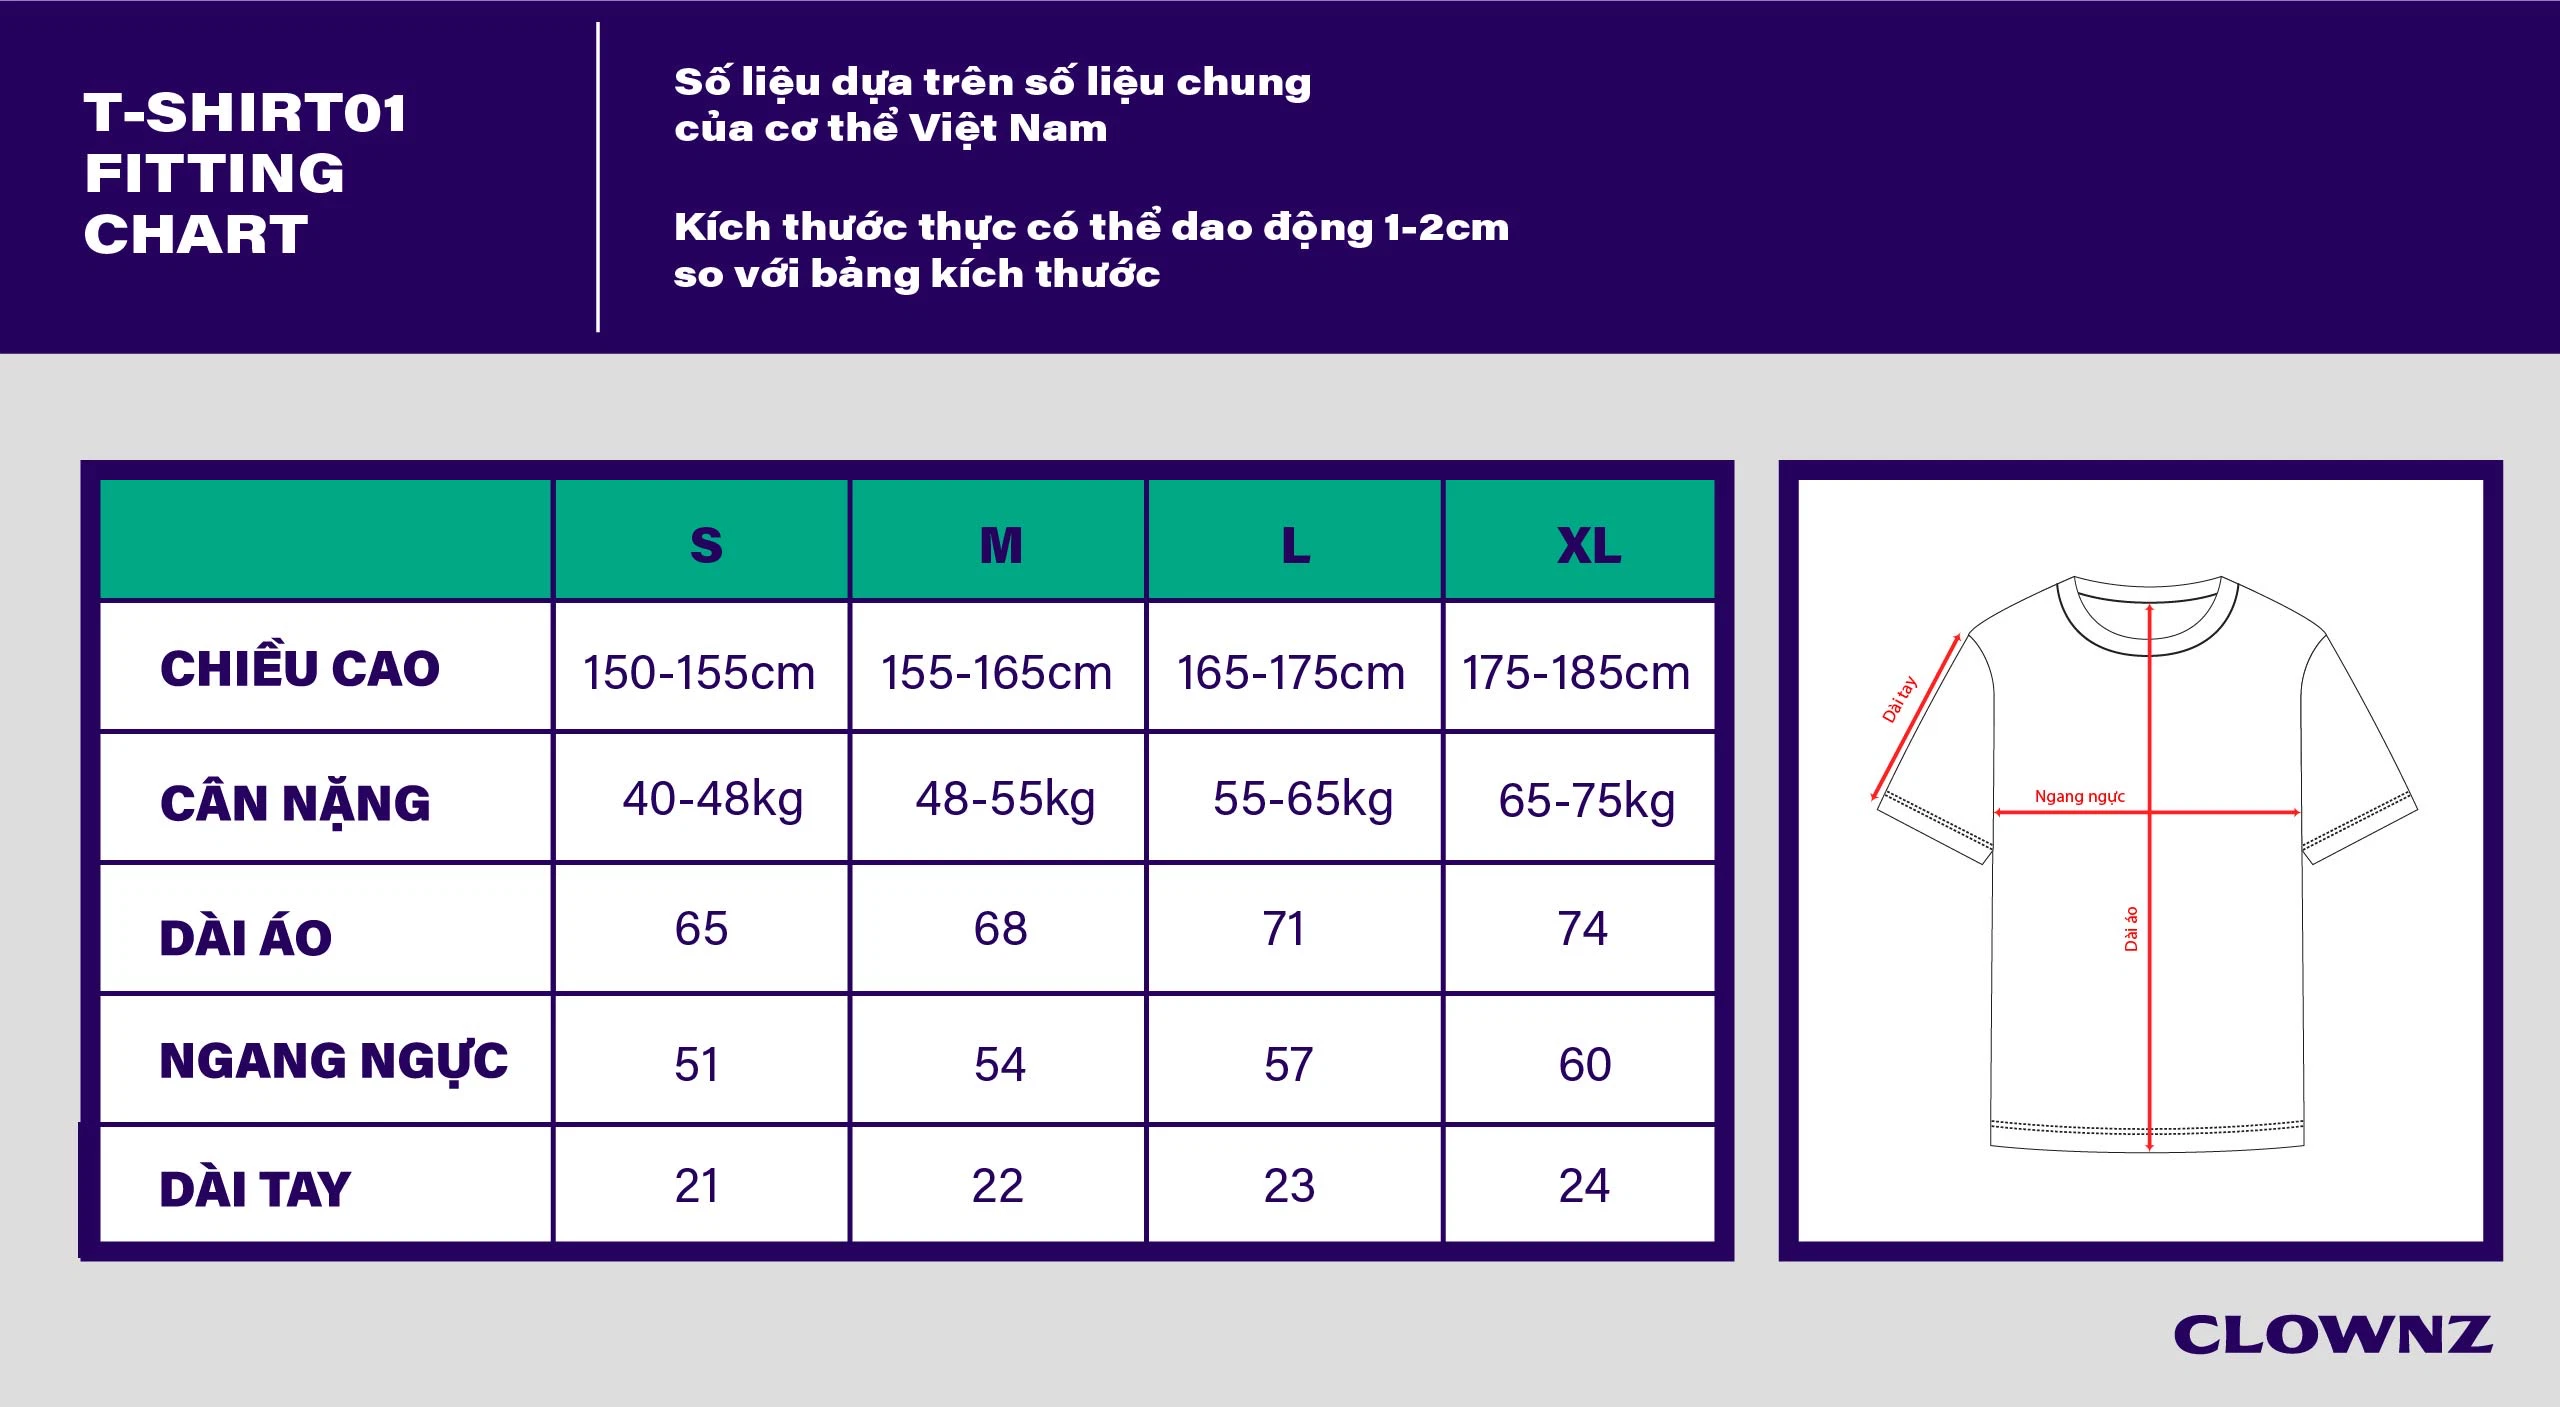 T-SHIRT01
FITTING
CHART
Số liệu dựa trên số liệu chung
của cơ thể Việt Nam
Kích thước thực có thể dao động 1-2cm
so với bảng kích thước
S M L XL
CHIỀU CAO 150-155cm 155-165cm 165-175cm 175-185cm
CÂN NẶNG 40-48kg 48-55kg 55-65kg 65-75kg
DÀI ÁO 65 68 71 74
NGANG NGỰC 51 54 57 60
DÀI TAY 21 22 23 24
Dài tay
Ngang ngực
Dài áo
CLOWNZ